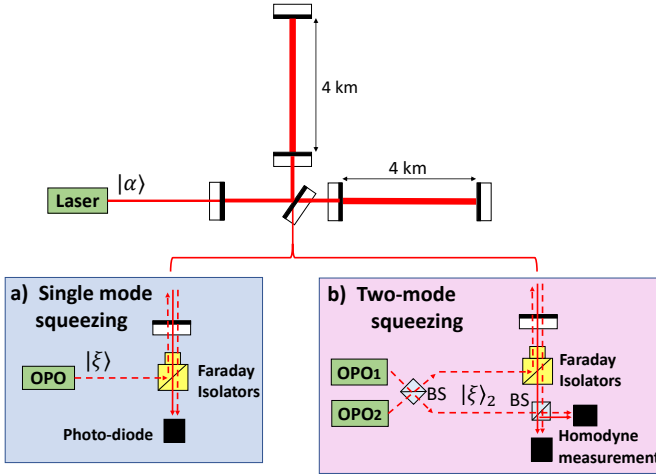 4 km
4 km
|α⟩
Laser
a) Single mode
squeezing
|ξ⟩
OPO
Faraday
Isolators
Photo-diode
b) Two-mode
squeezing
OPO1
OPO2
BS
|ξ⟩₂
BS
Faraday
Isolators
Homodyne
measurement